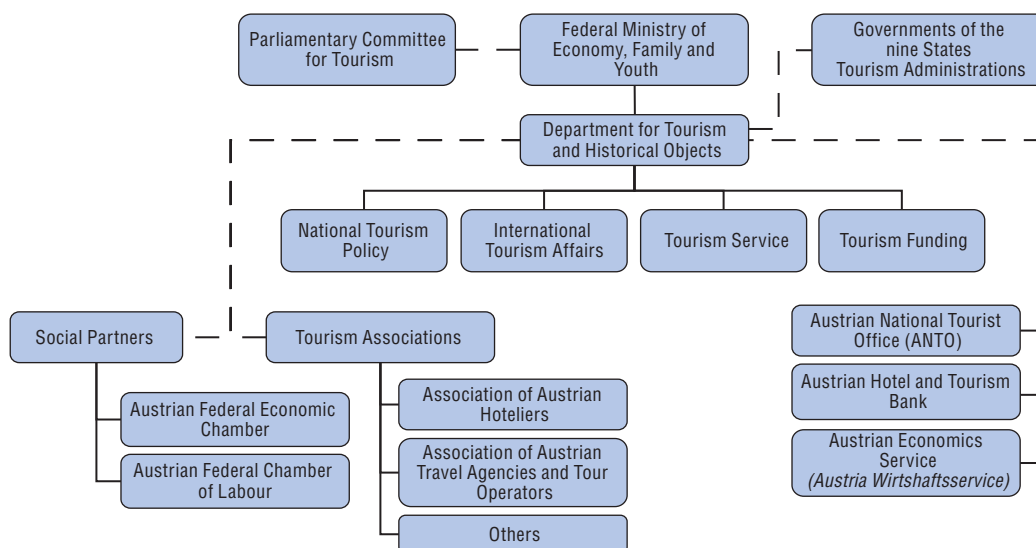 Parliamentary Committee
for Tourism
Federal Ministry of
Economy, Family and
Youth
Governments of the
nine States
Tourism Administrations
Department for Tourism
and Historical Objects
National Tourism
Policy
International
Tourism Affairs
Tourism Service
Tourism Funding
Social Partners
Tourism Associations
Austrian National Tourist
Office (ANTO)
Austrian Federal Economic
Chamber
Association of Austrian
Hoteliers
Austrian Hotel and Tourism
Bank
Austrian Federal Chamber
of Labour
Association of Austrian
Travel Agencies and Tour
Operators
Austrian Economics
Service
(Austria Wirtshaftsservice)
Others